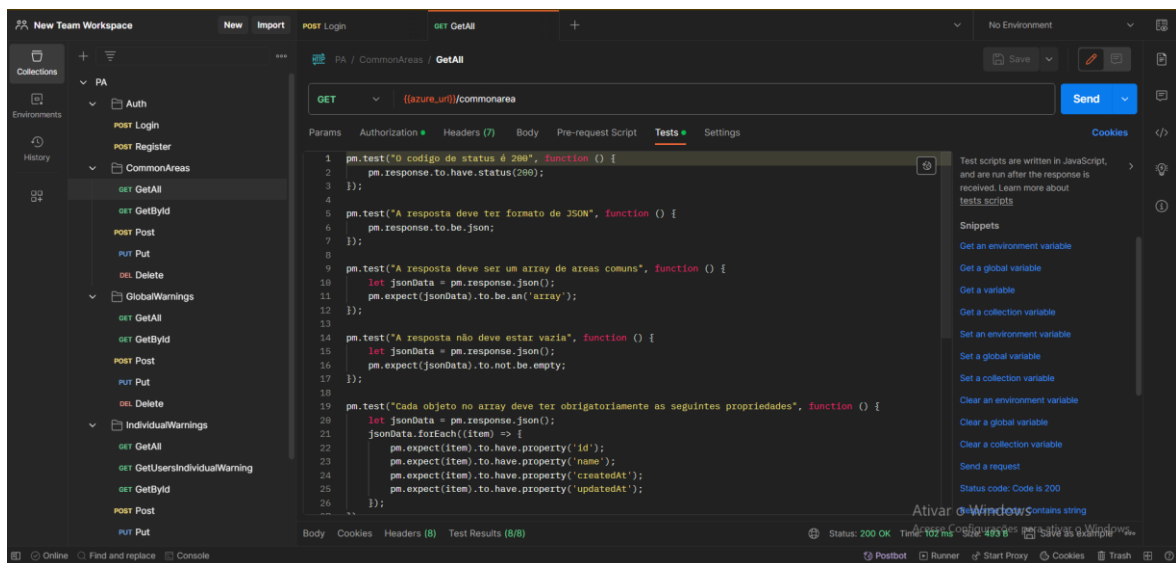 New Team Workspace New Import POST Login GET GetAll No Environment
Collections
Environments
History
PA
Auth
POST Login
POST Register
CommonAreas
GET GetAll
GET GetById
POST Post
PUT Put
DEL Delete
GlobalWarnings
GET GetAll
GET GetById
POST Post
PUT Put
DEL Delete
IndividualWarnings
GET GetAll
GET GetUsersIndividualWarning
GET GetById
POST Post
PUT Put
PA / CommonAreas / GetAll Save
GET {{azure_url}}/commonarea Send
Params Authorization Headers (7) Body Pre-request Script Tests Settings Cookies
1 pm.test("O codigo de status é 200", function () {
2 pm.response.to.have.status(200);
3 });
4
5 pm.test("A resposta deve ter formato de JSON", function () {
6 pm.response.to.be.json;
7 });
8
9 pm.test("A resposta deve ser um array de areas comuns", function () {
10 let jsonData = pm.response.json();
11 pm.expect(jsonData).to.be.an('array');
12 });
13
14 pm.test("A resposta não deve estar vazia", function () {
15 let jsonData = pm.response.json();
16 pm.expect(jsonData).to.not.be.empty;
17 });
18
19 pm.test("Cada objeto no array deve ter obrigatoriamente as seguintes propriedades", function () {
20 let jsonData = pm.response.json();
21 jsonData.forEach((item) => {
22 pm.expect(item).to.have.property('id');
23 pm.expect(item).to.have.property('name');
24 pm.expect(item).to.have.property('createdAt');
25 pm.expect(item).to.have.property('updatedAt');
26 });
Test scripts are written in JavaScript,
and are run after the response is
received. Learn more about
tests scripts
Snippets
Get an environment variable
Get a global variable
Get a variable
Get a collection variable
Set an environment variable
Set a global variable
Set a collection variable
Clear an environment variable
Clear a global variable
Clear a collection variable
Send a request
Status code: Code is 200
contains string
Ativar o Windows
Acesse Configurações para ativar o Windows.
Body Cookies Headers (8) Test Results (8/8) Status: 200 OK Time: 102 ms Size: 493 B Save as example
Online Find and replace Console Postbot Runner Start Proxy Cookies Trash